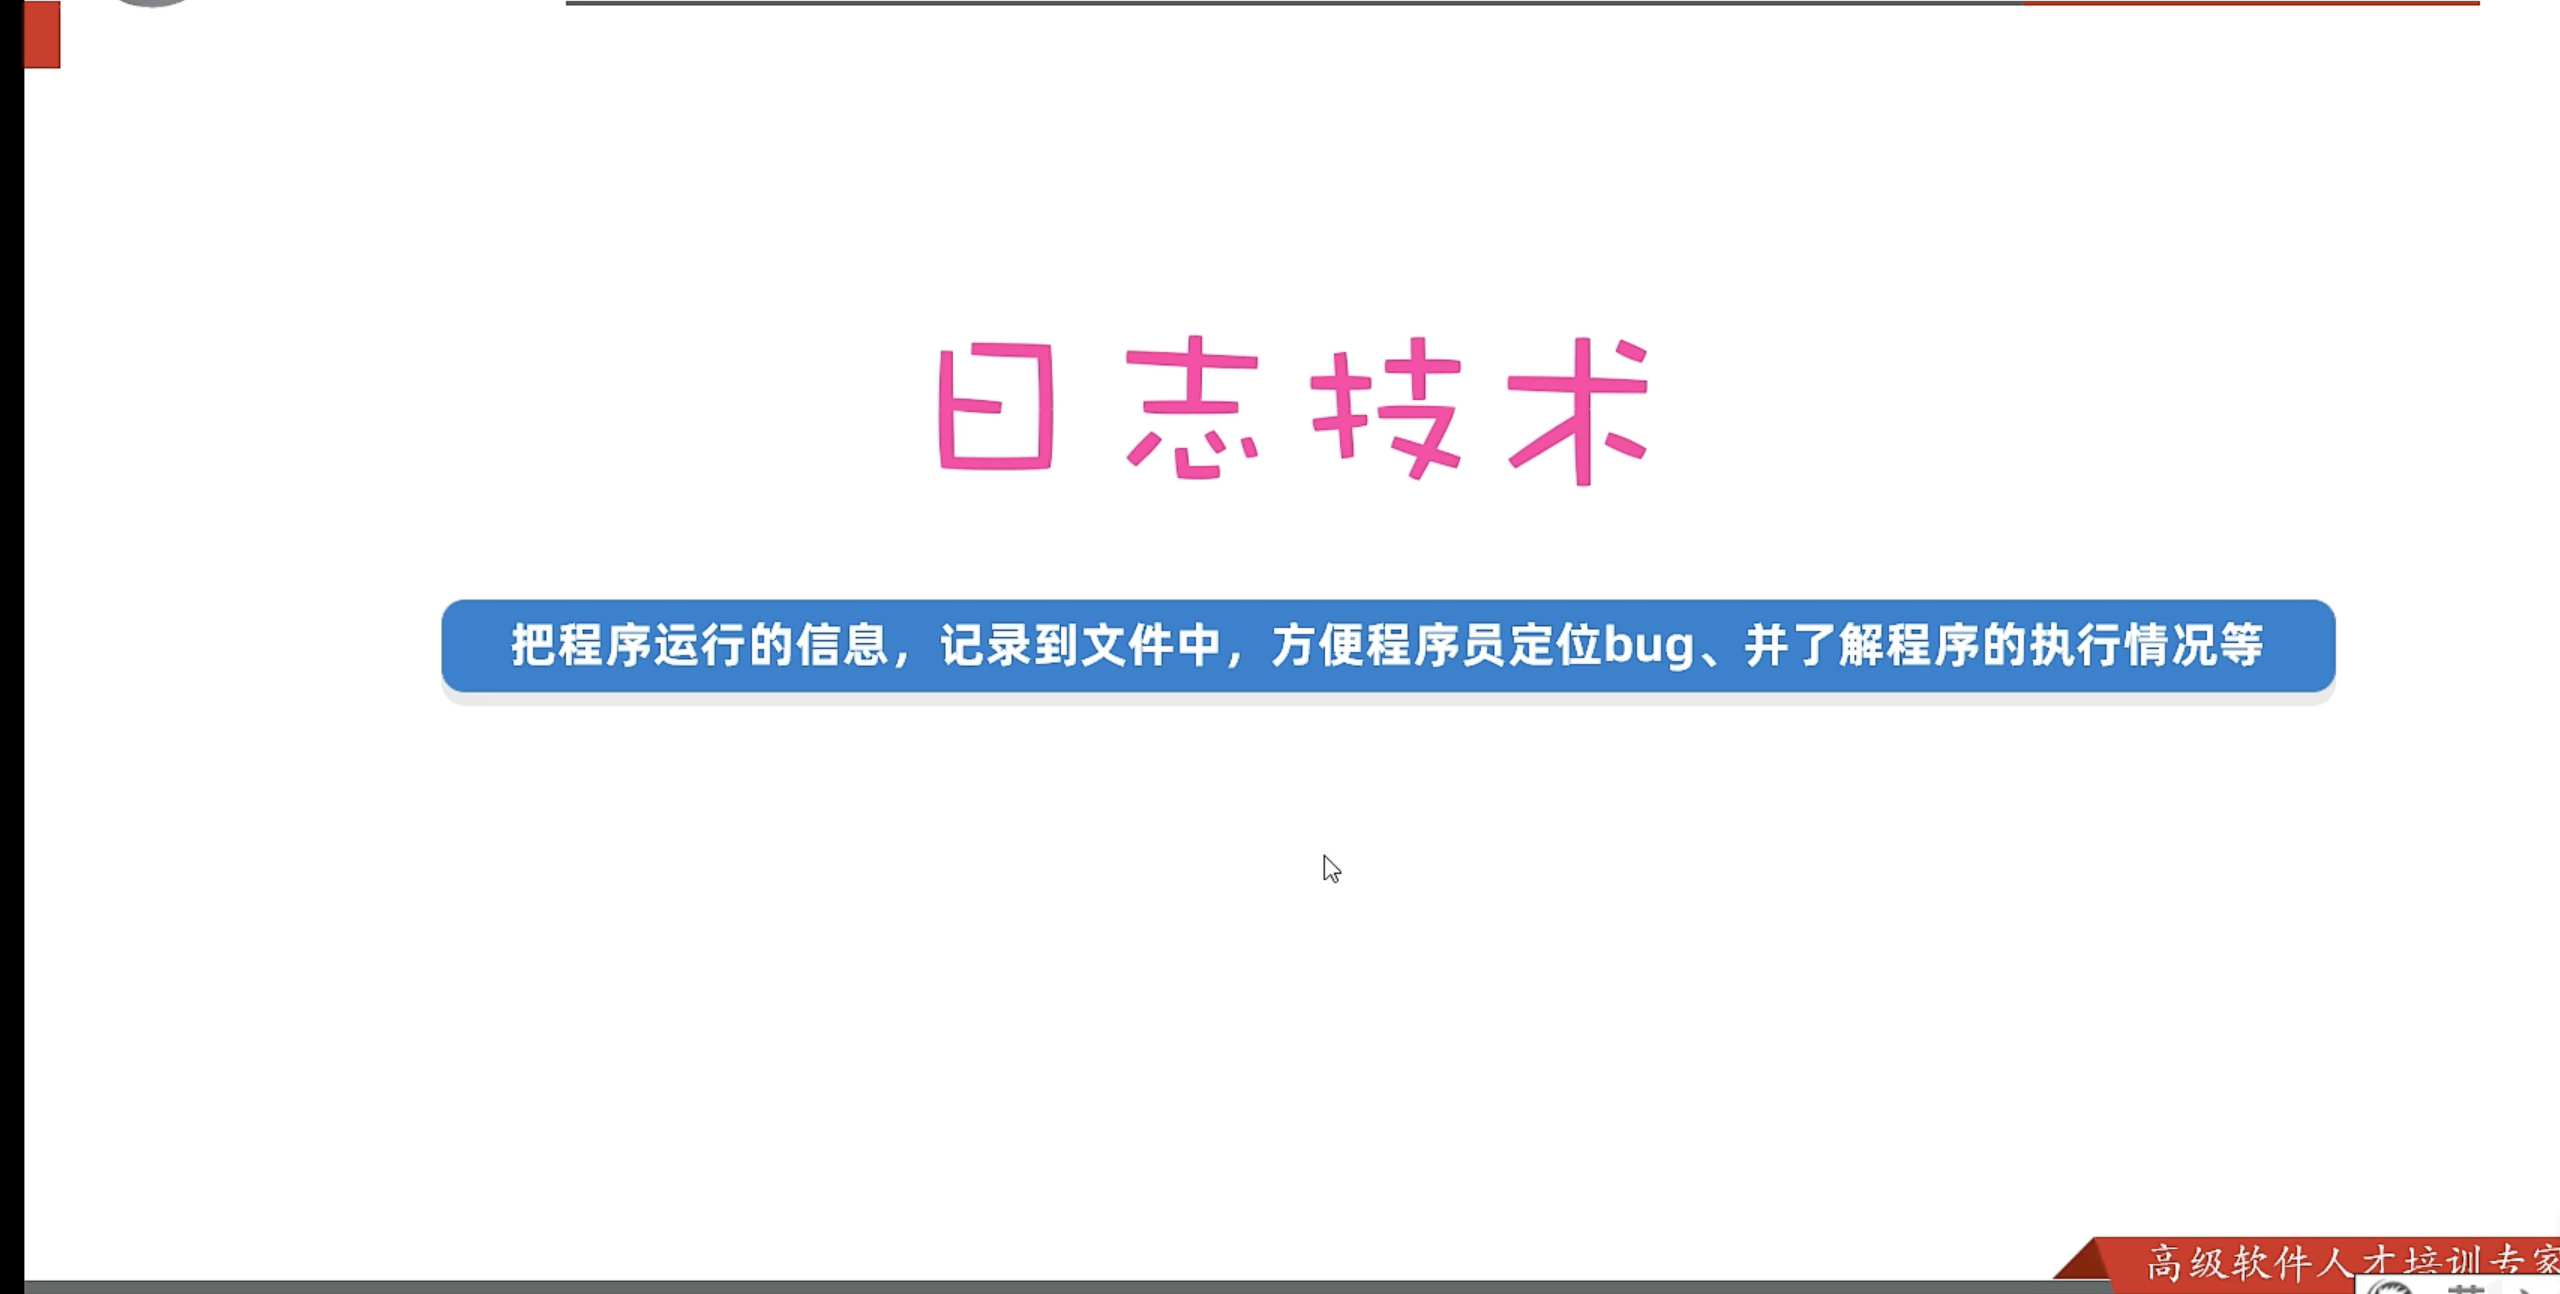 日志技术
把程序运行的信息，记录到文件中，方便程序员定位bug、并了解程序的执行情况等
高级软件人才培训专家